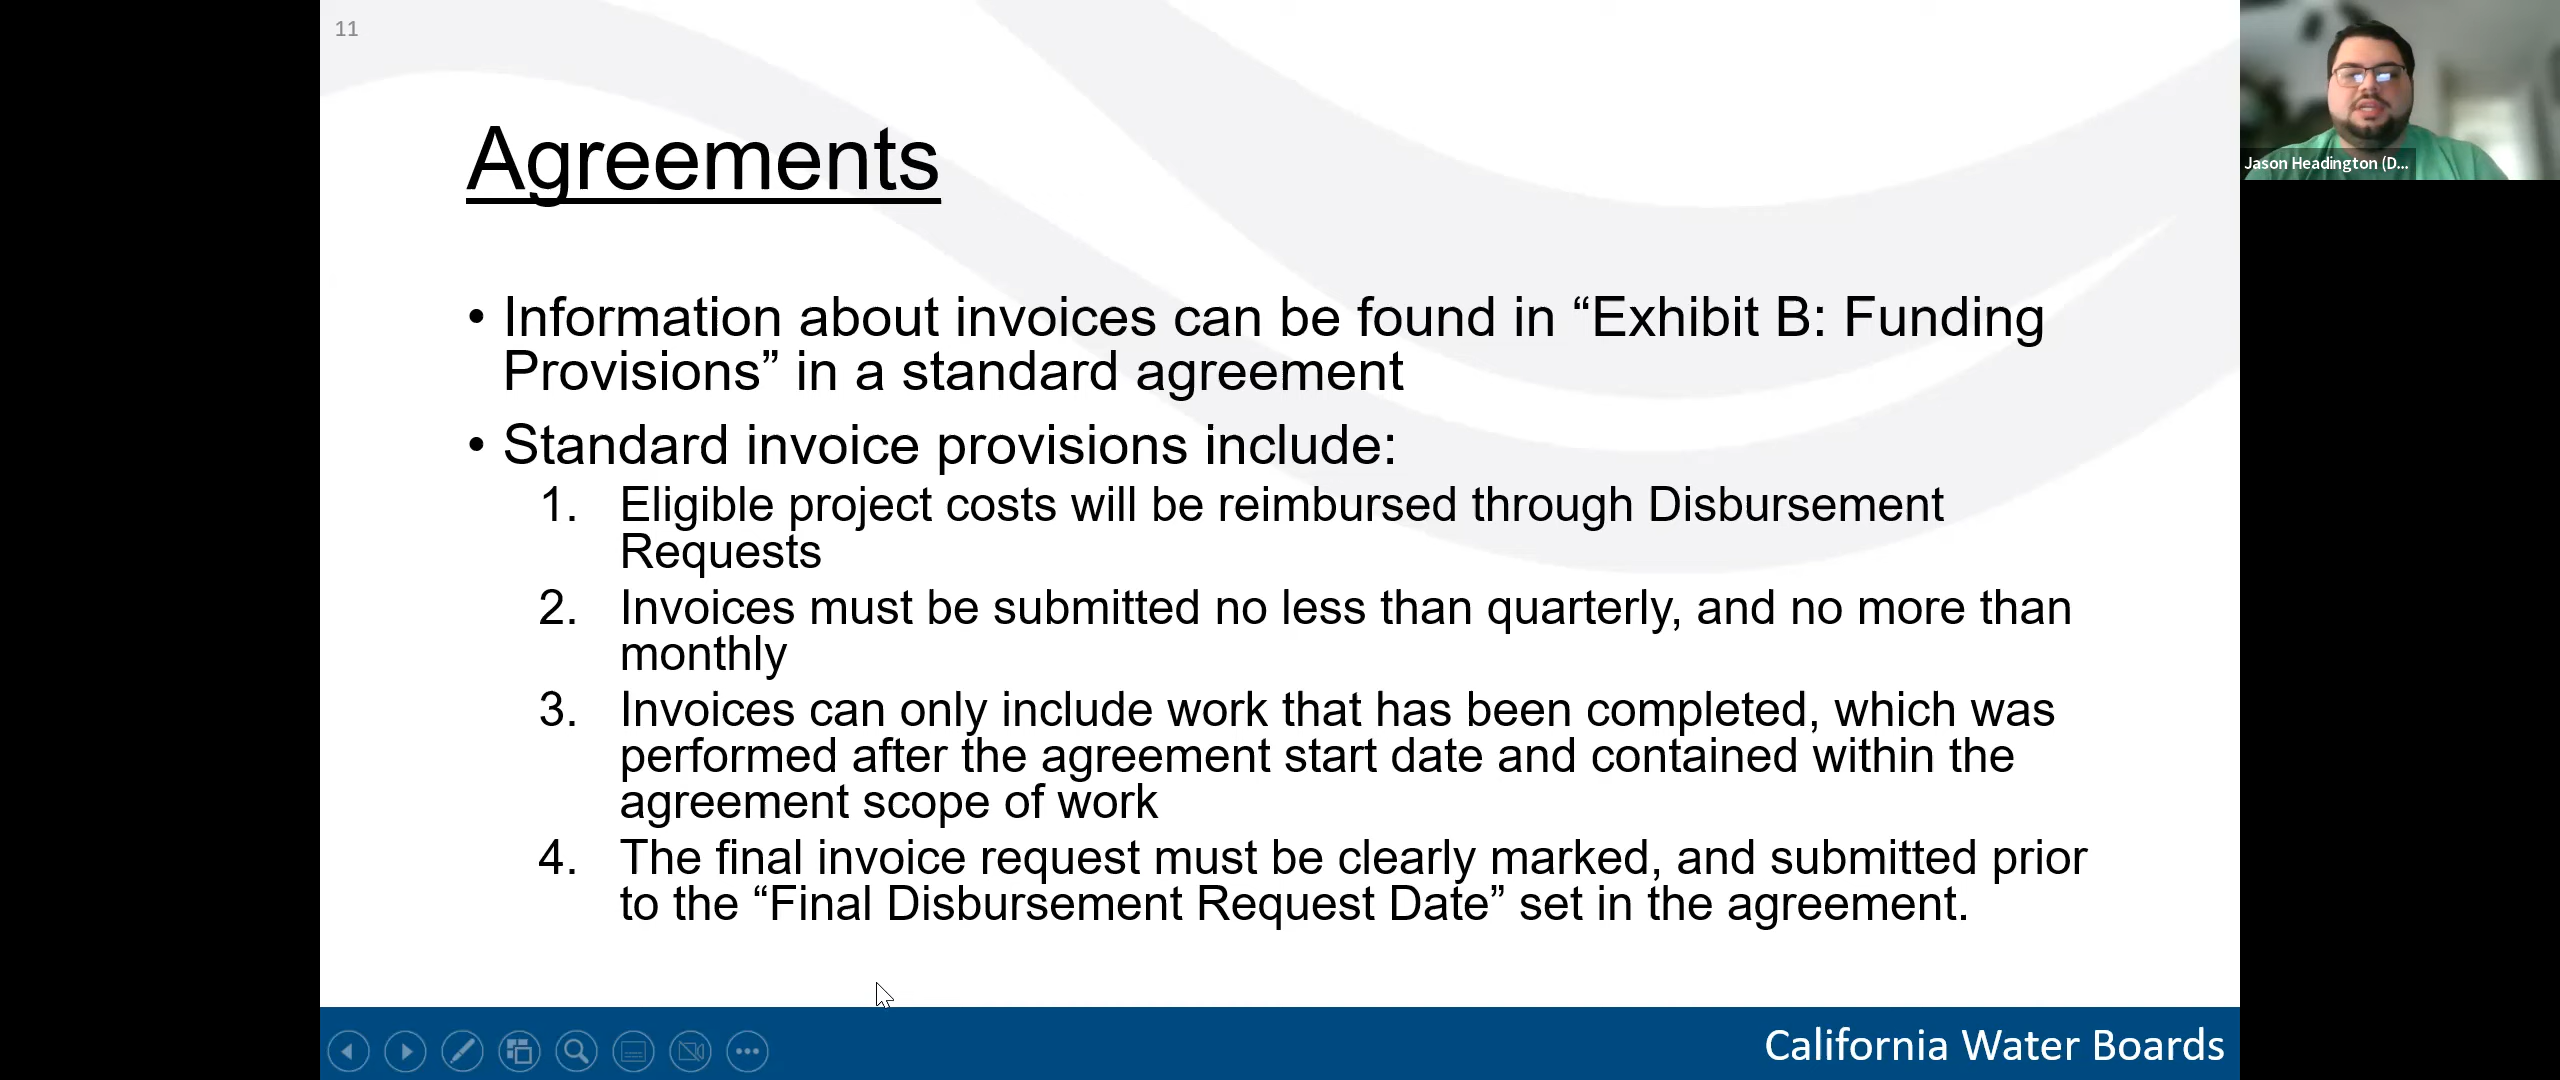 11
Jason Headington (D...
Agreements
• Information about invoices can be found in “Exhibit B: Funding
Provisions” in a standard agreement
• Standard invoice provisions include:
1. Eligible project costs will be reimbursed through Disbursement
Requests
2. Invoices must be submitted no less than quarterly, and no more than
monthly
3. Invoices can only include work that has been completed, which was
performed after the agreement start date and contained within the
agreement scope of work
4. The final invoice request must be clearly marked, and submitted prior
to the “Final Disbursement Request Date” set in the agreement.
California Water Boards